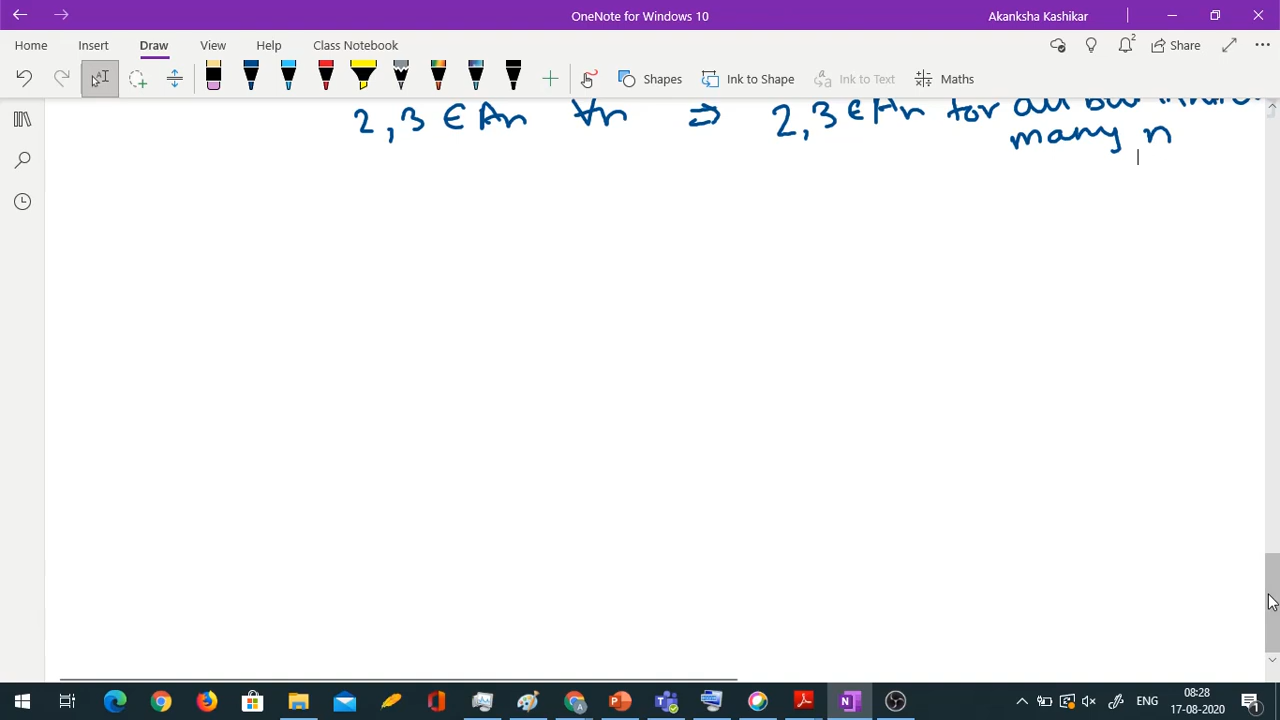 OneNote for Windows 10
Akanksha Kashikar
Home Insert Draw View Help Class Notebook
2 Share
Shapes Ink to Shape Ink to Text Maths
2, 3 ∈ An ∀n ⇒ 2, 3 ∈ An for all but
many n
ENG
08:28
17-08-2020
1